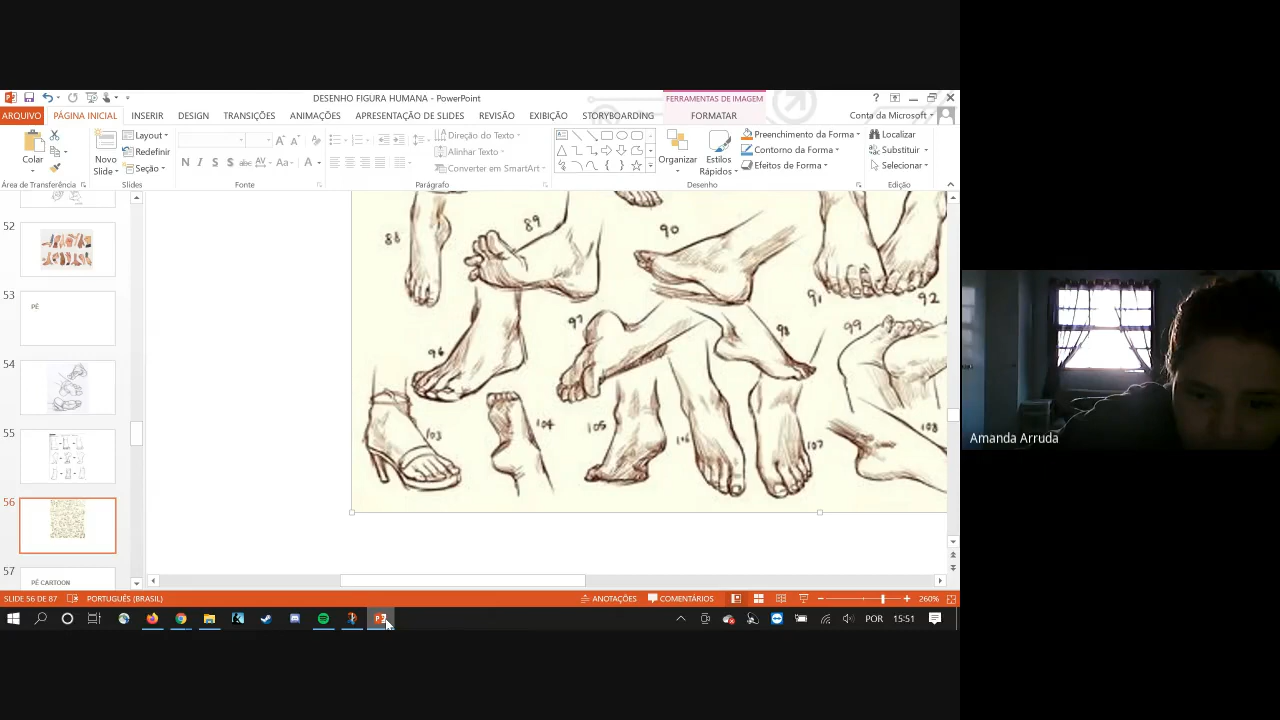 DESENHO FIGURA HUMANA - PowerPoint
FERRAMENTAS DE IMAGEM
ARQUIVO PÁGINA INICIAL INSERIR DESIGN TRANSIÇÕES ANIMAÇÕES APRESENTAÇÃO DE SLIDES REVISÃO EXIBIÇÃO STORYBOARDING FORMATAR Conta da Microsoft
Colar
Novo
Slide
Layout
Redefinir
Seção
N I S S abc AV Aa A
Direção do Texto
Alinhar Texto
Converter em SmartArt
Organizar
Estilos
Rápidos
Preenchimento da Forma
Contorno da Forma
Efeitos de Forma
Localizar
Substituir
Selecionar
Área de Transferência Slides Fonte Parágrafo Desenho Edição
52
53
PÉ
54
55
56
57
PÉ CARTOON
88
89
90
91
92
96
97
98
99
103
104
105
106
107
108
Amanda Arruda
SLIDE 56 DE 87 PORTUGUÊS (BRASIL) ANOTAÇÕES COMENTÁRIOS 260%
POR 15:51